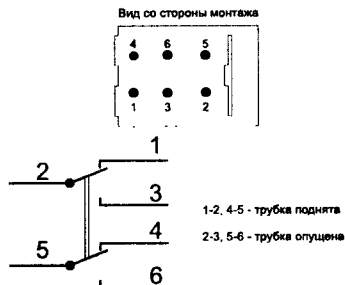 Вид со стороны монтажа
4 6 5
1 3 2
1
2
3
4
5
6
1-2, 4-5 - трубка поднята
2-3, 5-6 - трубка опущена